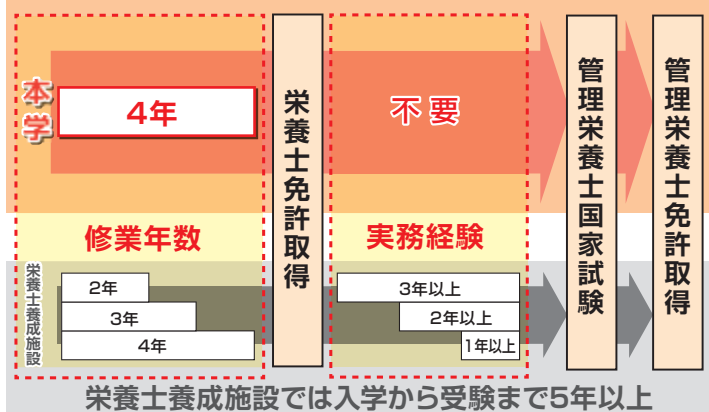 本学
4年
栄養士免許取得
不要
管理栄養士国家試験
管理栄養士免許取得
修業年数
実務経験
栄養士養成施設
2年
3年
4年
3年以上
2年以上
1年以上
栄養士養成施設では入学から受験まで5年以上